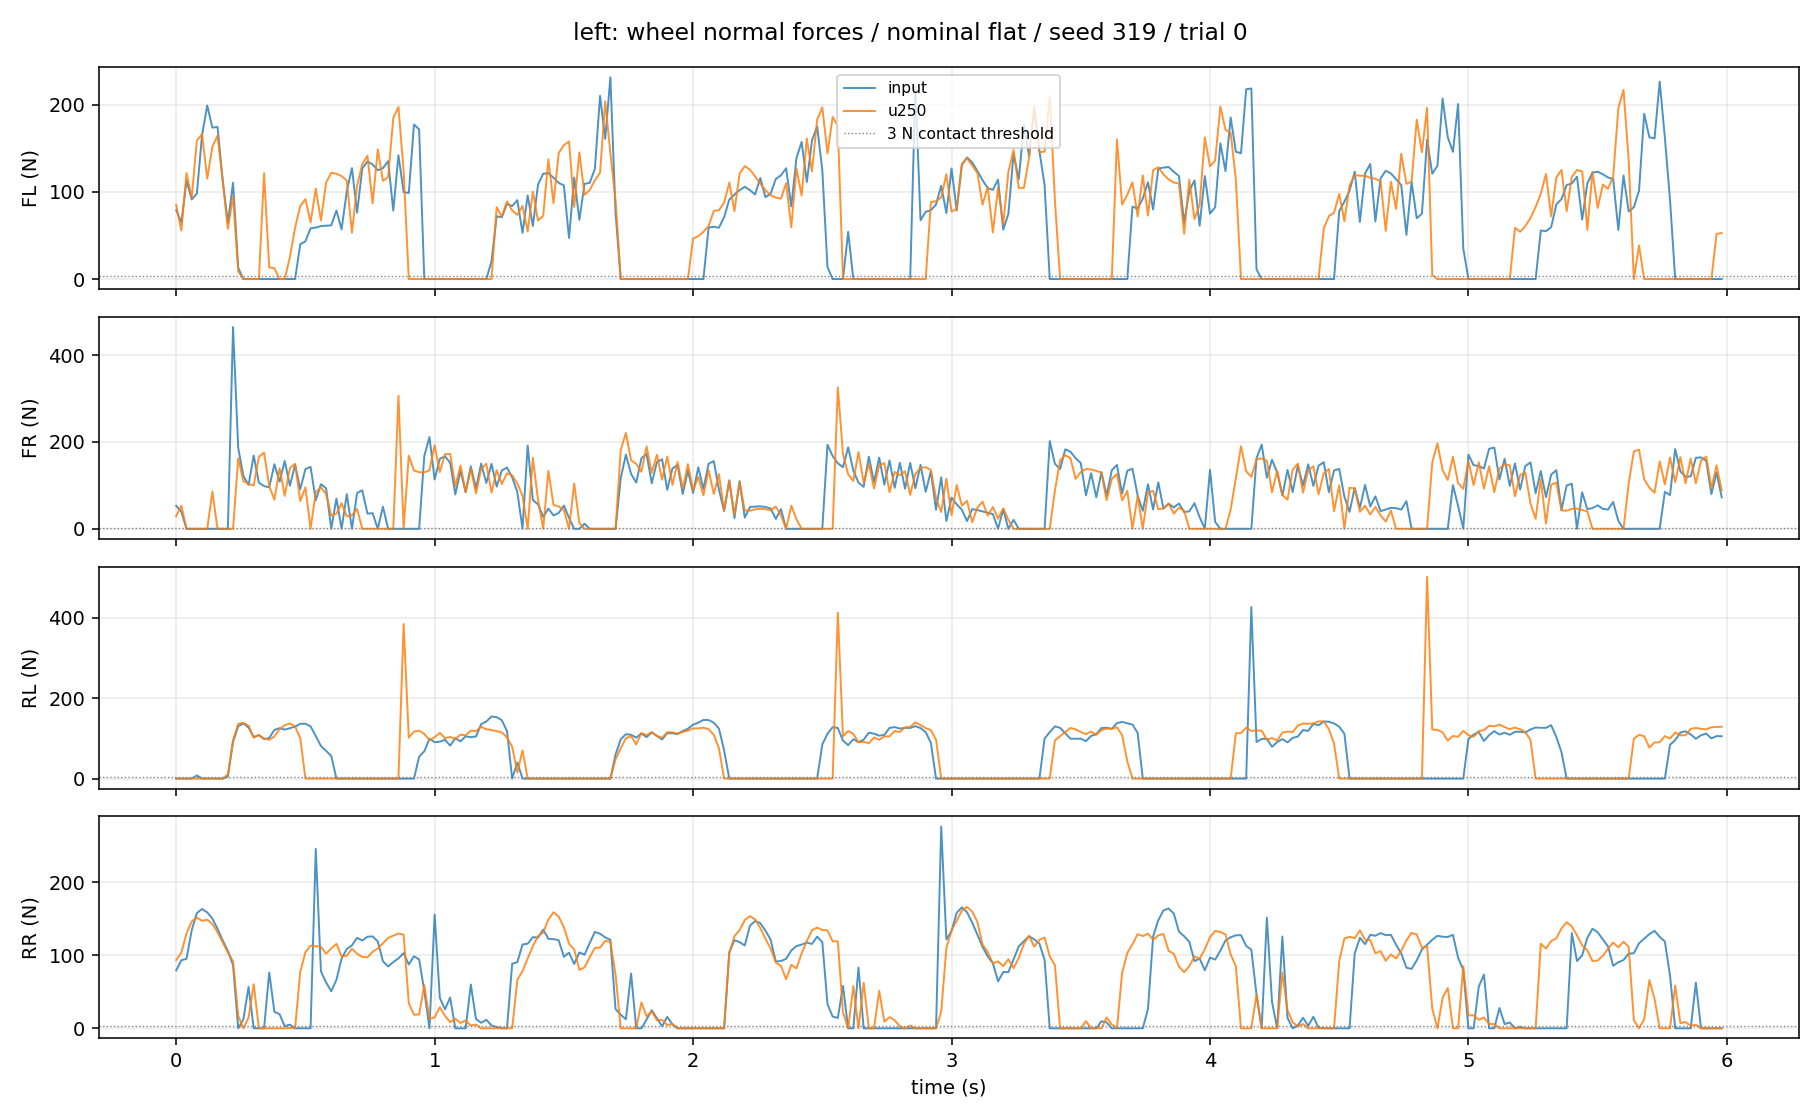 left: wheel normal forces / nominal flat / seed 319 / trial 0
input
u250
3 N contact threshold
FL (N)
200
100
0
FR (N)
400
200
0
RL (N)
400
200
0
RR (N)
200
100
0
0 1 2 3 4 5 6
time (s)